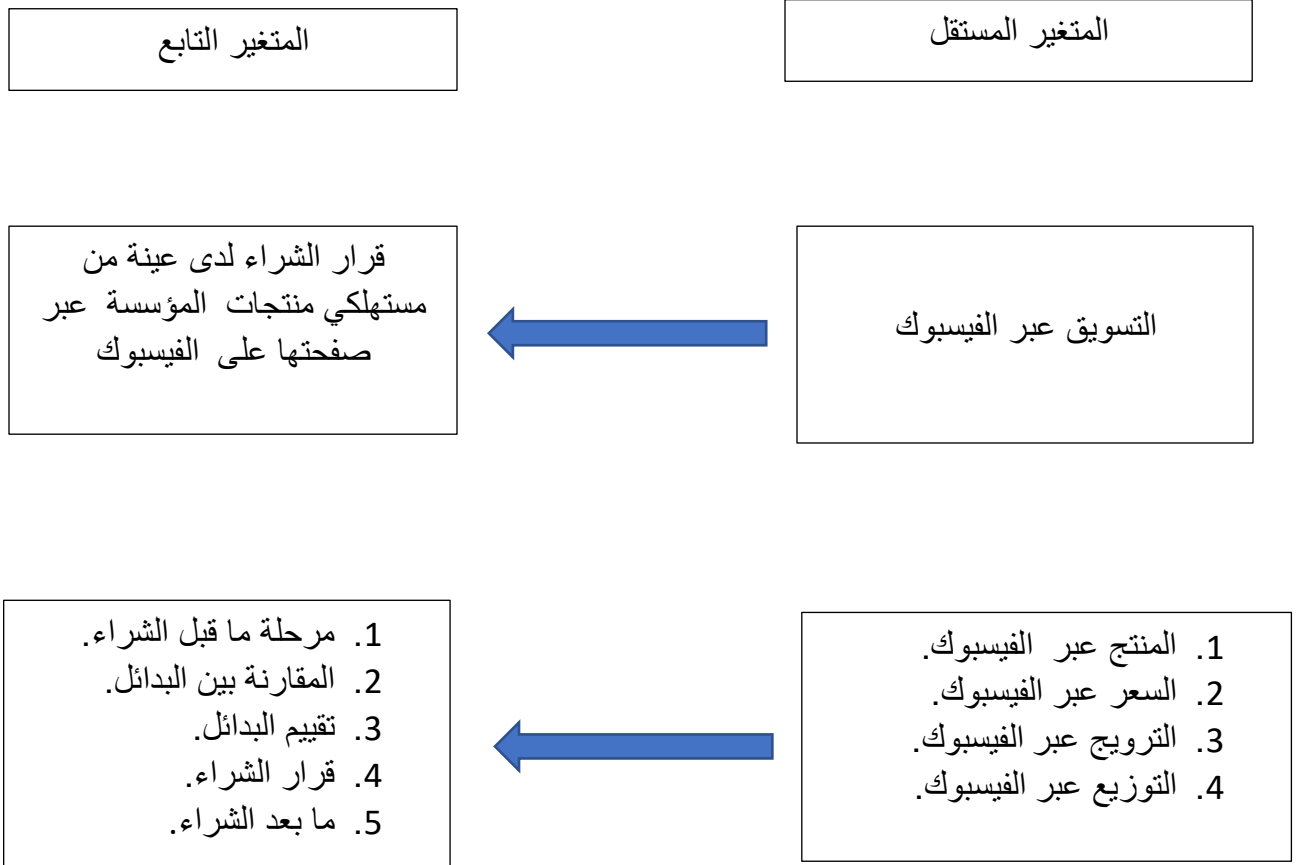 المتغير المستقل
المتغير التابع
التسويق عبر الفيسبوك
قرار الشراء لدى عينة من
مستهلكي منتجات المؤسسة عبر
صفحتها على الفيسبوك
1. المنتج عبر الفيسبوك.
2. السعر عبر الفيسبوك.
3. الترويج عبر الفيسبوك.
4. التوزيع عبر الفيسبوك.
1. مرحلة ما قبل الشراء.
2. المقارنة بين البدائل.
3. تقييم البدائل.
4. قرار الشراء.
5. ما بعد الشراء.